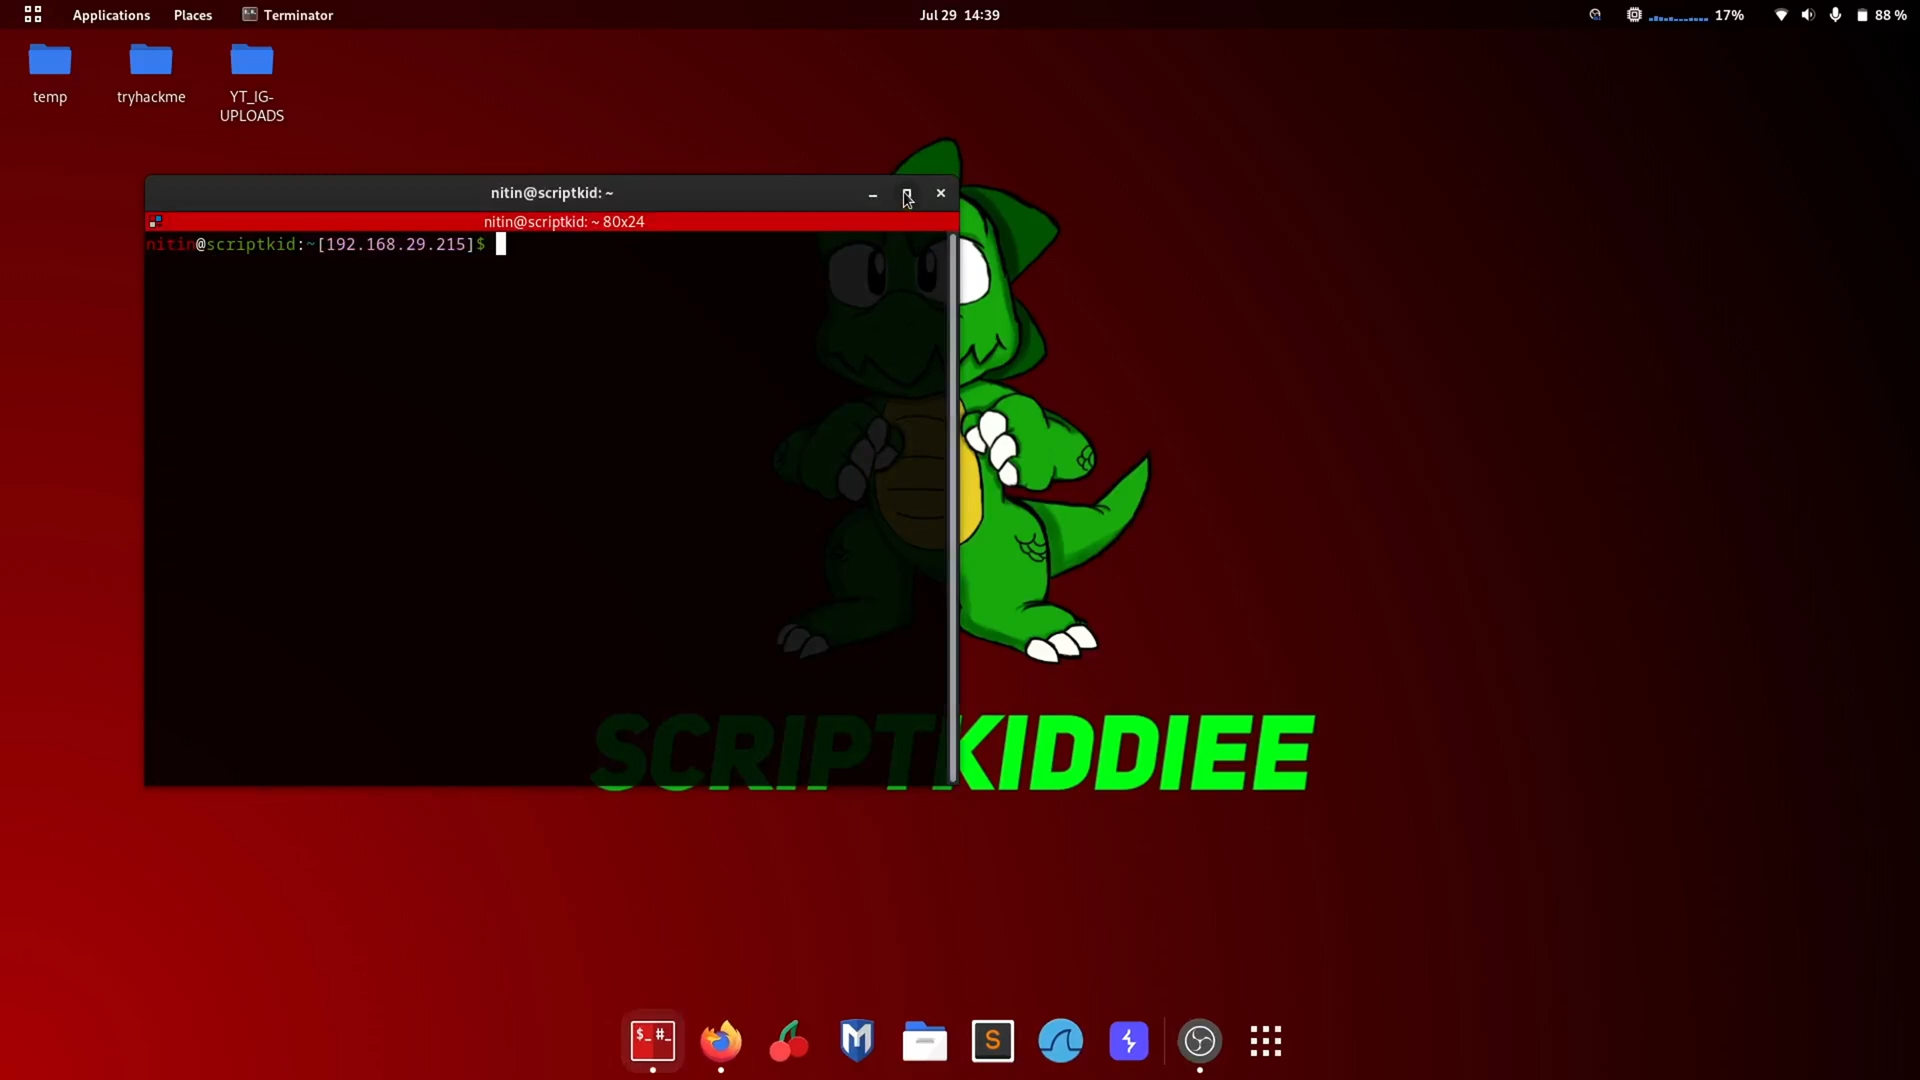 Applications Places Terminator
Jul 29 14:39
17%
88 %
temp
tryhackme
YT_IG-
UPLOADS
nitin@scriptkid: ~
nitin@scriptkid: ~ 80x24
nitin@scriptkid:~[192.168.29.215]$
SCRIPTKIDDIEE
$_ #_
M
S